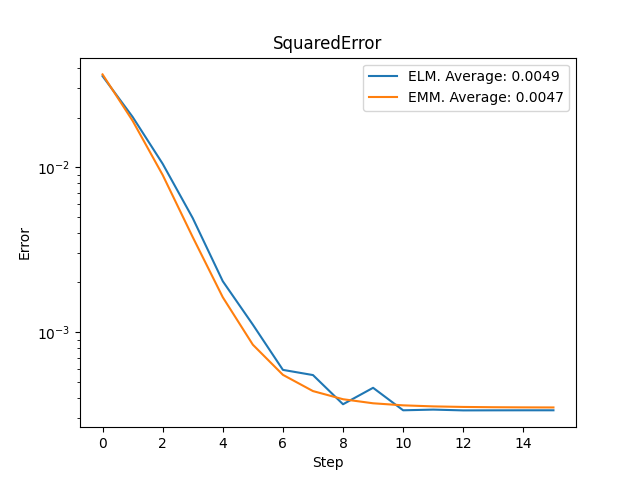 SquaredError
ELM. Average: 0.0049
EMM. Average: 0.0047
10⁻²
10⁻³
Error
0 2 4 6 8 10 12 14
Step